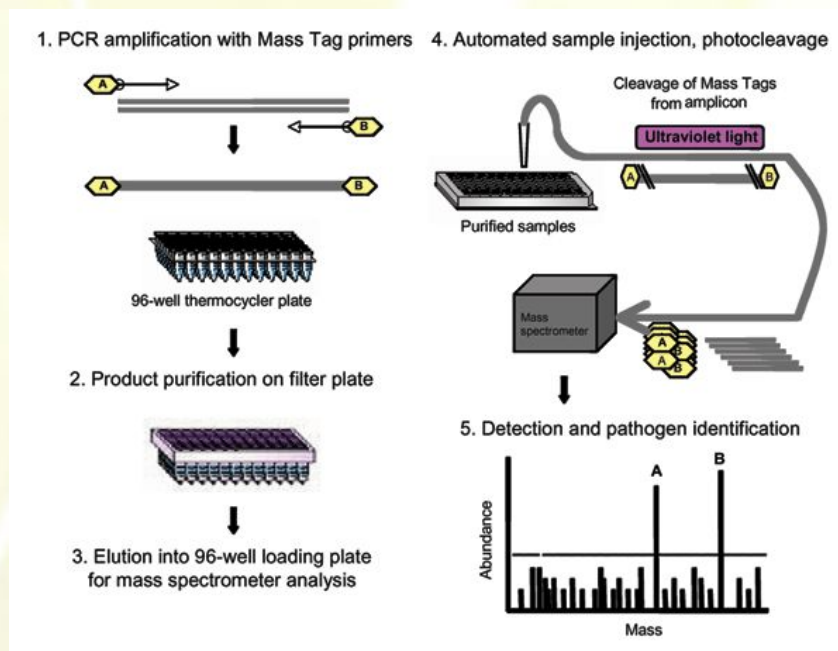 1. PCR amplification with Mass Tag primers
A
B
A
B
96-well thermocycler plate
2. Product purification on filter plate
3. Elution into 96-well loading plate
for mass spectrometer analysis
4. Automated sample injection, photocleavage
Cleavage of Mass Tags
from amplicon
Ultraviolet light
A
B
Purified samples
Mass
spectrometer
A
B
A
B
5. Detection and pathogen identification
A
B
Abundance
Mass